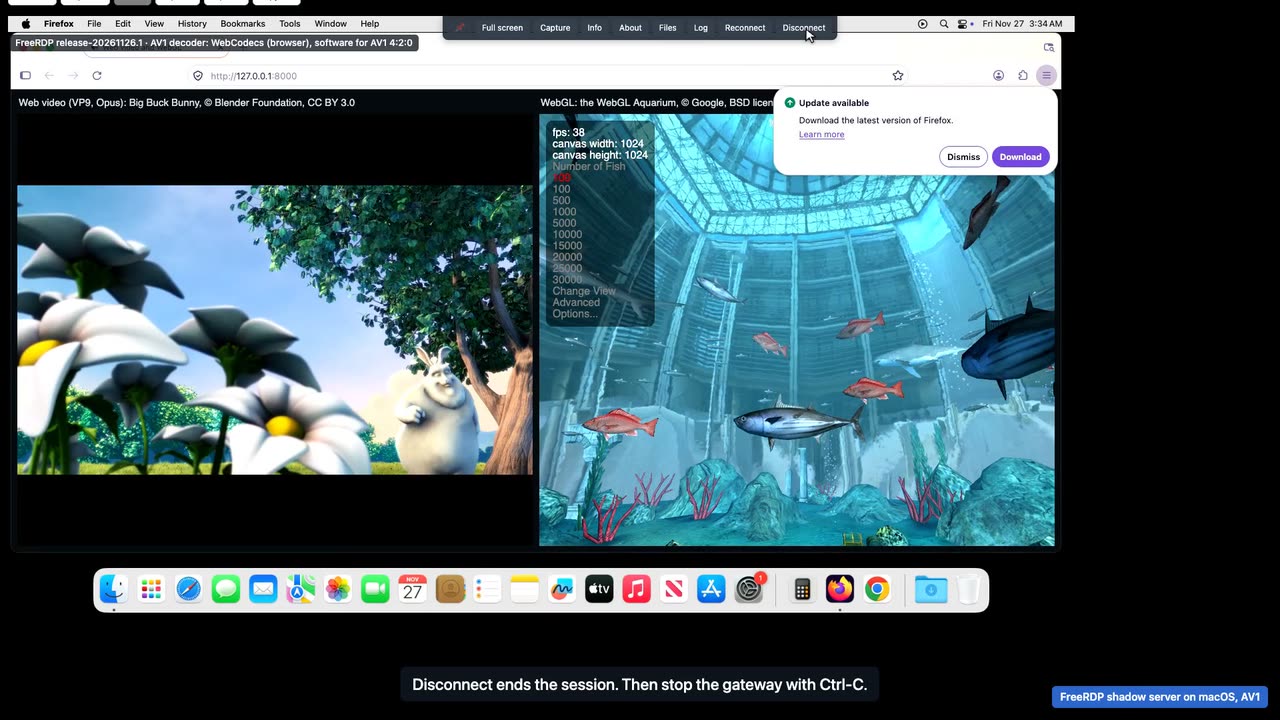 Firefox File Edit View History Bookmarks Tools Window Help
Full screen Capture Info About Files Log Reconnect Disconnect
Fri Nov 27 3:34 AM
FreeRDP release-20261126.1 · AV1 decoder: WebCodecs (browser), software for AV1 4:2:0
http://127.0.0.1:8000
Web video (VP9, Opus): Big Buck Bunny, © Blender Foundation, CC BY 3.0
WebGL: the WebGL Aquarium, © Google, BSD licen
Update available
Download the latest version of Firefox.
Learn more
Dismiss Download
fps: 38
canvas width: 1024
canvas height: 1024
Number of Fish
100
500
1000
5000
10000
15000
20000
25000
30000
Change View
Advanced
Options...
NOV
27
tv
1
Disconnect ends the session. Then stop the gateway with Ctrl-C.
FreeRDP shadow server on macOS, AV1